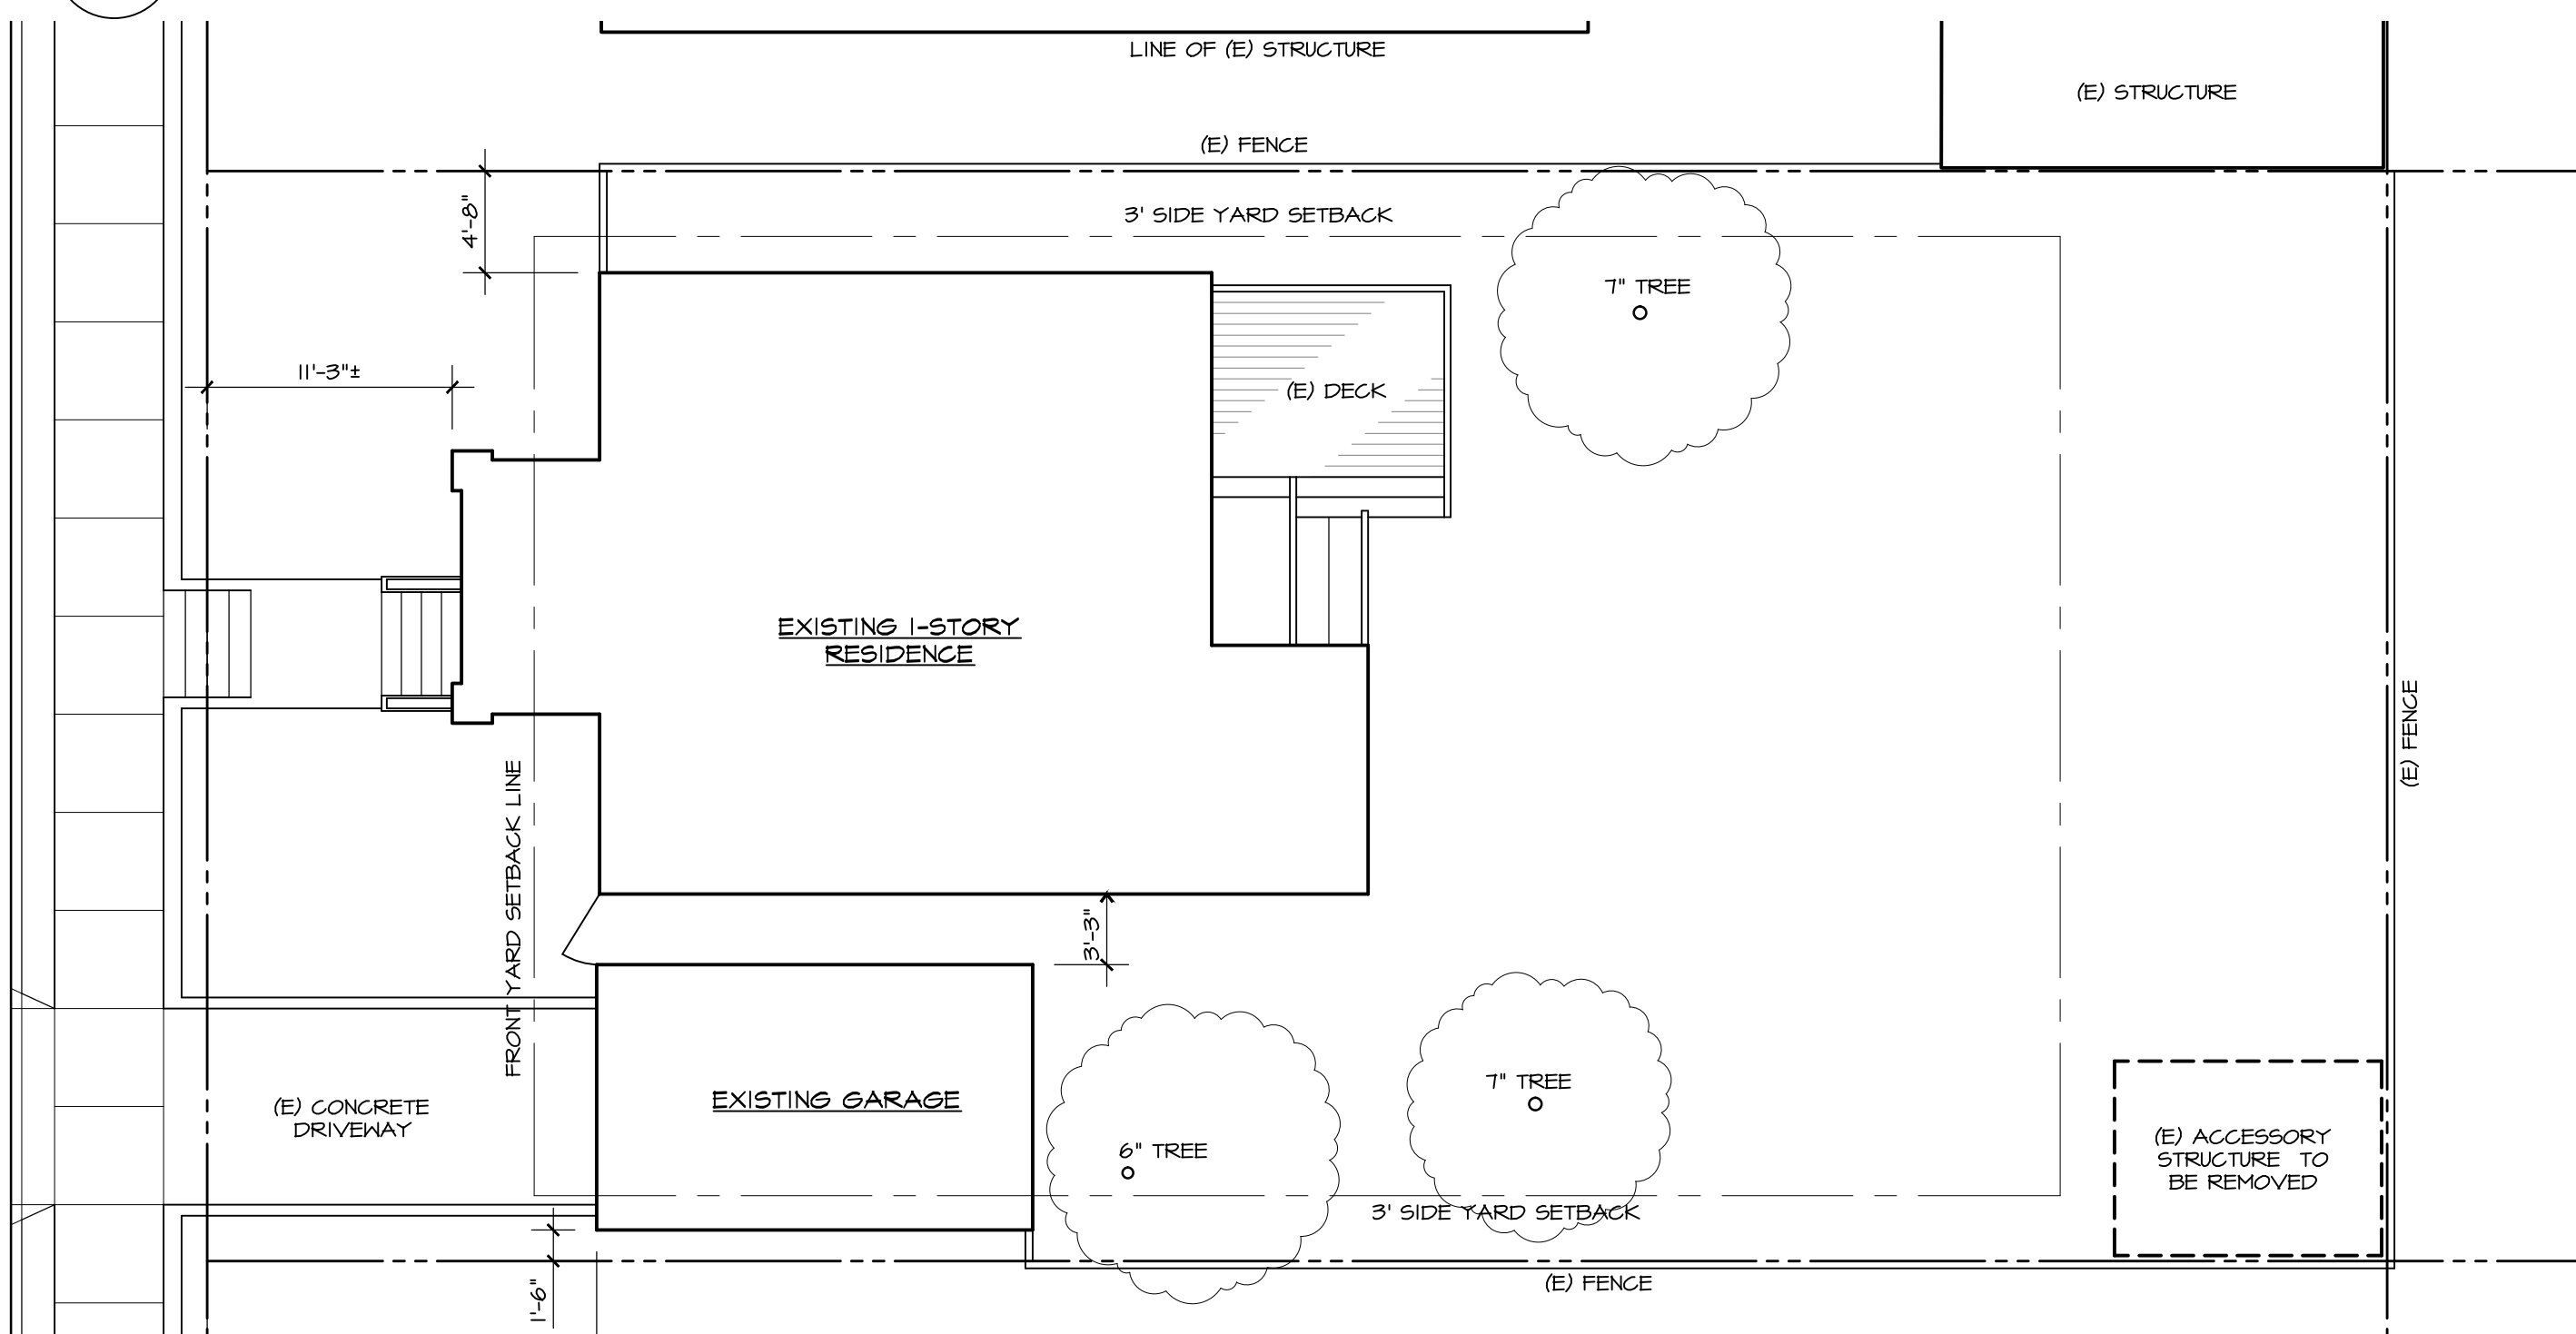 LINE OF (E) STRUCTURE
(E) STRUCTURE
(E) FENCE
4'-8"
3' SIDE YARD SETBACK
7" TREE
11'-3"±
(E) DECK
EXISTING 1-STORY
RESIDENCE
(E) FENCE
FRONT YARD SETBACK LINE
3'-3"
7" TREE
EXISTING GARAGE
(E) CONCRETE
DRIVEWAY
6" TREE
(E) ACCESSORY
STRUCTURE TO
BE REMOVED
3' SIDE YARD SETBACK
(E) FENCE
1'-6"